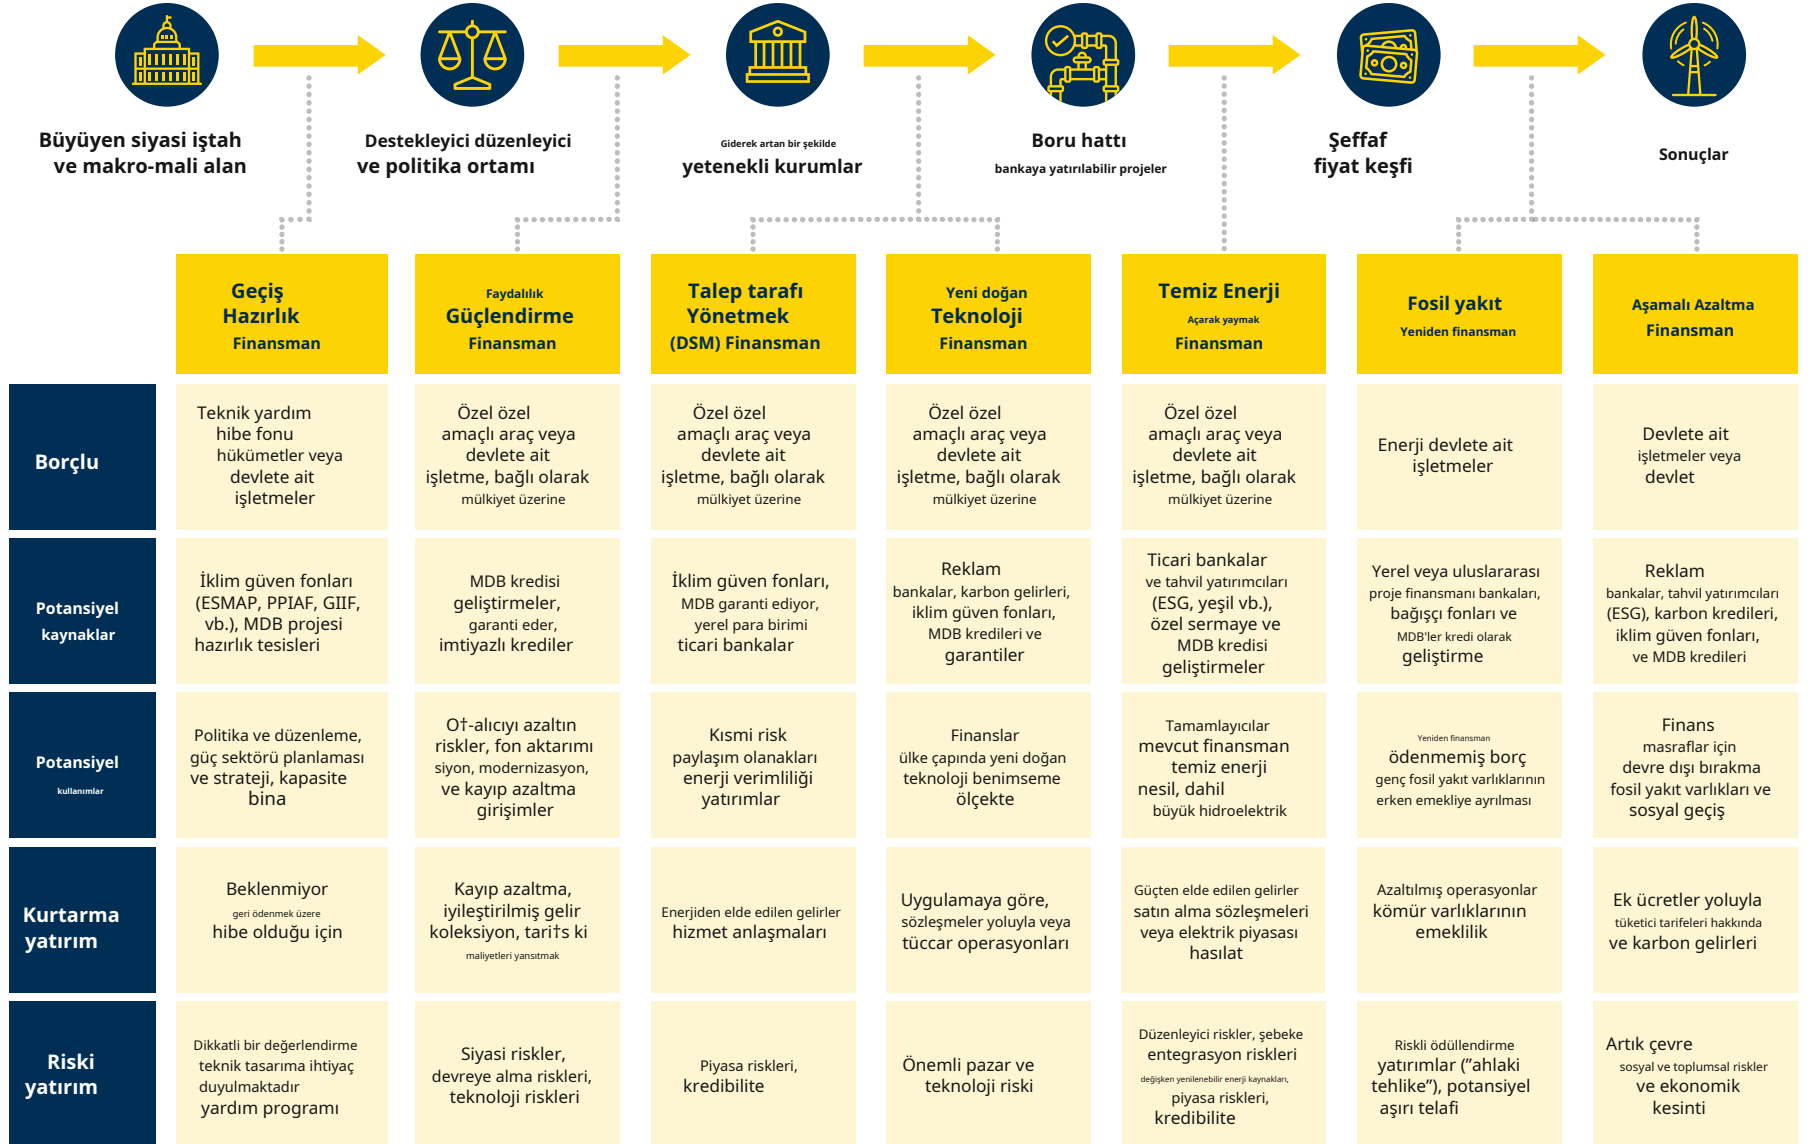 Büyüyen siyasi iştah
ve makro-mali alan
Destekleyici düzenleyici
ve politika ortamı
Giderek artan bir şekilde
yetenekli kurumlar
Boru hattı
bankaya yatırılabilir projeler
Şeffaf
fiyat keşfi
Sonuçlar
Geçiş
Hazırlık
Finansman
Faydalılık
Güçlendirme
Finansman
Talep tarafı
Yönetmek
(DSM) Finansman
Yeni doğan
Teknoloji
Finansman
Temiz Enerji
Açarak yaymak
Finansman
Fosil yakıt
Yeniden finansman
Aşamalı Azaltma
Finansman
Borçlu
Teknik yardım
hibe fonu
hükümetler veya
devlete ait
işletmeler
Özel özel
amaçlı araç veya
devlete ait
işletme, bağlı olarak
mülkiyet üzerine
Özel özel
amaçlı araç veya
devlete ait
işletme, bağlı olarak
mülkiyet üzerine
Özel özel
amaçlı araç veya
devlete ait
işletme, bağlı olarak
mülkiyet üzerine
Özel özel
amaçlı araç veya
devlete ait
işletme, bağlı olarak
mülkiyet üzerine
Enerji devlete ait
işletmeler
Devlete ait
işletmeler veya
devlet
Potansiyel
kaynaklar
İklim güven fonları
(ESMAP, PPIAF, GIIF,
vb.), MDB projesi
hazırlık tesisleri
MDB kredisi
geliştirmeler,
garanti eder,
imtiyazlı krediler
İklim güven fonları,
MDB garanti ediyor,
yerel para birimi
ticari bankalar
Reklam
bankalar, karbon gelirleri,
iklim güven fonları,
MDB kredileri ve
garantiler
Ticari bankalar
ve tahvil yatırımcıları
(ESG, yeşil vb.),
özel sermaye ve
MDB kredisi
geliştirmeler
Yerel veya uluslararası
proje finansmanı bankaları,
bağışçı fonları ve
MDB'ler kredi olarak
geliştirme
Reklam
bankalar, tahvil yatırımcıları
(ESG), karbon kredileri,
iklim güven fonları,
ve MDB kredileri
Potansiyel
kullanımlar
Politika ve düzenleme,
güç sektörü planlaması
ve strateji, kapasite
bina
O†-alıcıyı azaltın
riskler, fon aktarımı
siyon, modernizasyon,
ve kayıp azaltma
girişimler
Kısmi risk
paylaşım olanakları
enerji verimliliği
yatırımlar
Finanslar
ülke çapında yeni doğan
teknoloji benimseme
ölçekte
Tamamlayıcılar
mevcut finansman
temiz enerji
nesil, dahil
büyük hidroelektrik
Yeniden finansman
ödenmemiş borç
genç fosil yakıt varlıklarının
erken emekliye ayrılması
Finans
masraflar için
devre dışı bırakma
fosil yakıt varlıkları ve
sosyal geçiş
Kurtarma
yatırım
Beklenmiyor
geri ödenmek üzere
hibe olduğu için
Kayıp azaltma,
iyileştirilmiş gelir
koleksiyon, tari†s ki
maliyetleri yansıtmak
Enerjiden elde edilen gelirler
hizmet anlaşmaları
Uygulamaya göre,
sözleşmeler yoluyla veya
tüccar operasyonları
Güçten elde edilen gelirler
satın alma sözleşmeleri
veya elektrik piyasası
hasılat
Azaltılmış operasyonlar
kömür varlıklarının
emeklilik
Ek ücretler yoluyla
tüketici tarifeleri hakkında
ve karbon gelirleri
Riski
yatırım
Dikkatli bir değerlendirme
teknik tasarıma ihtiyaç
duyulmaktadır
yardım programı
Siyasi riskler,
devreye alma riskleri,
teknoloji riskleri
Piyasa riskleri,
kredibilite
Önemli pazar ve
teknoloji riski
Düzenleyici riskler, şebeke
entegrasyon riskleri
değişken yenilenebilir enerji kaynakları,
piyasa riskleri,
kredibilite
Riskli ödüllendirme
yatırımlar ("ahlaki
tehlike"), potansiyel
aşırı telafi
Artık çevre
sosyal ve toplumsal riskler
ve ekonomik
kesinti